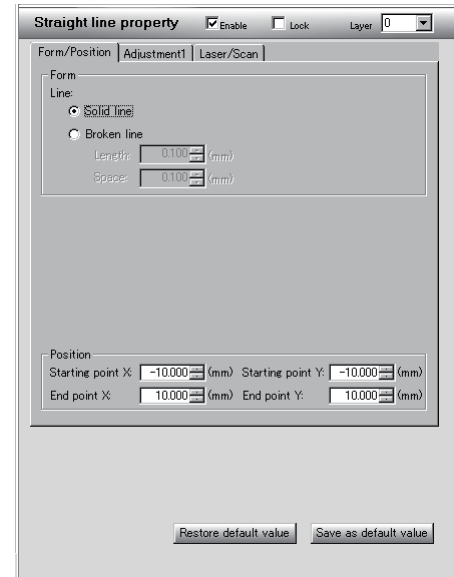 Straight line property Enable Lock Layer 0
Form/Position Adjustment1 Laser/Scan
Form
Line:
Solid line
Broken line
Length: 0.100 (mm)
Space: 0.100 (mm)
Position
Starting point X: -10.000 (mm) Starting point Y: -10.000 (mm)
End point X: 10.000 (mm) End point Y: 10.000 (mm)
Restore default value Save as default value